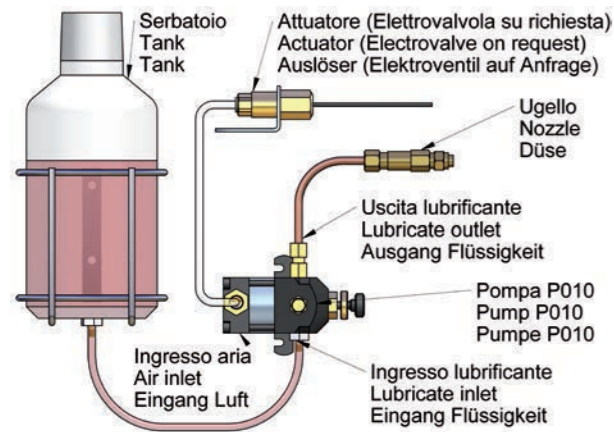 Serbatoio
Tank
Tank
Attuatore (Elettrovalvola su richiesta)
Actuator (Electrovalve on request)
Auslöser (Elektroventil auf Anfrage)
Ugello
Nozzle
Düse
Uscita lubrificante
Lubricate outlet
Ausgang Flüssigkeit
Pompa P010
Pump P010
Pumpe P010
Ingresso aria
Air inlet
Eingang Luft
Ingresso lubrificante
Lubricate inlet
Eingang Flüssigkeit